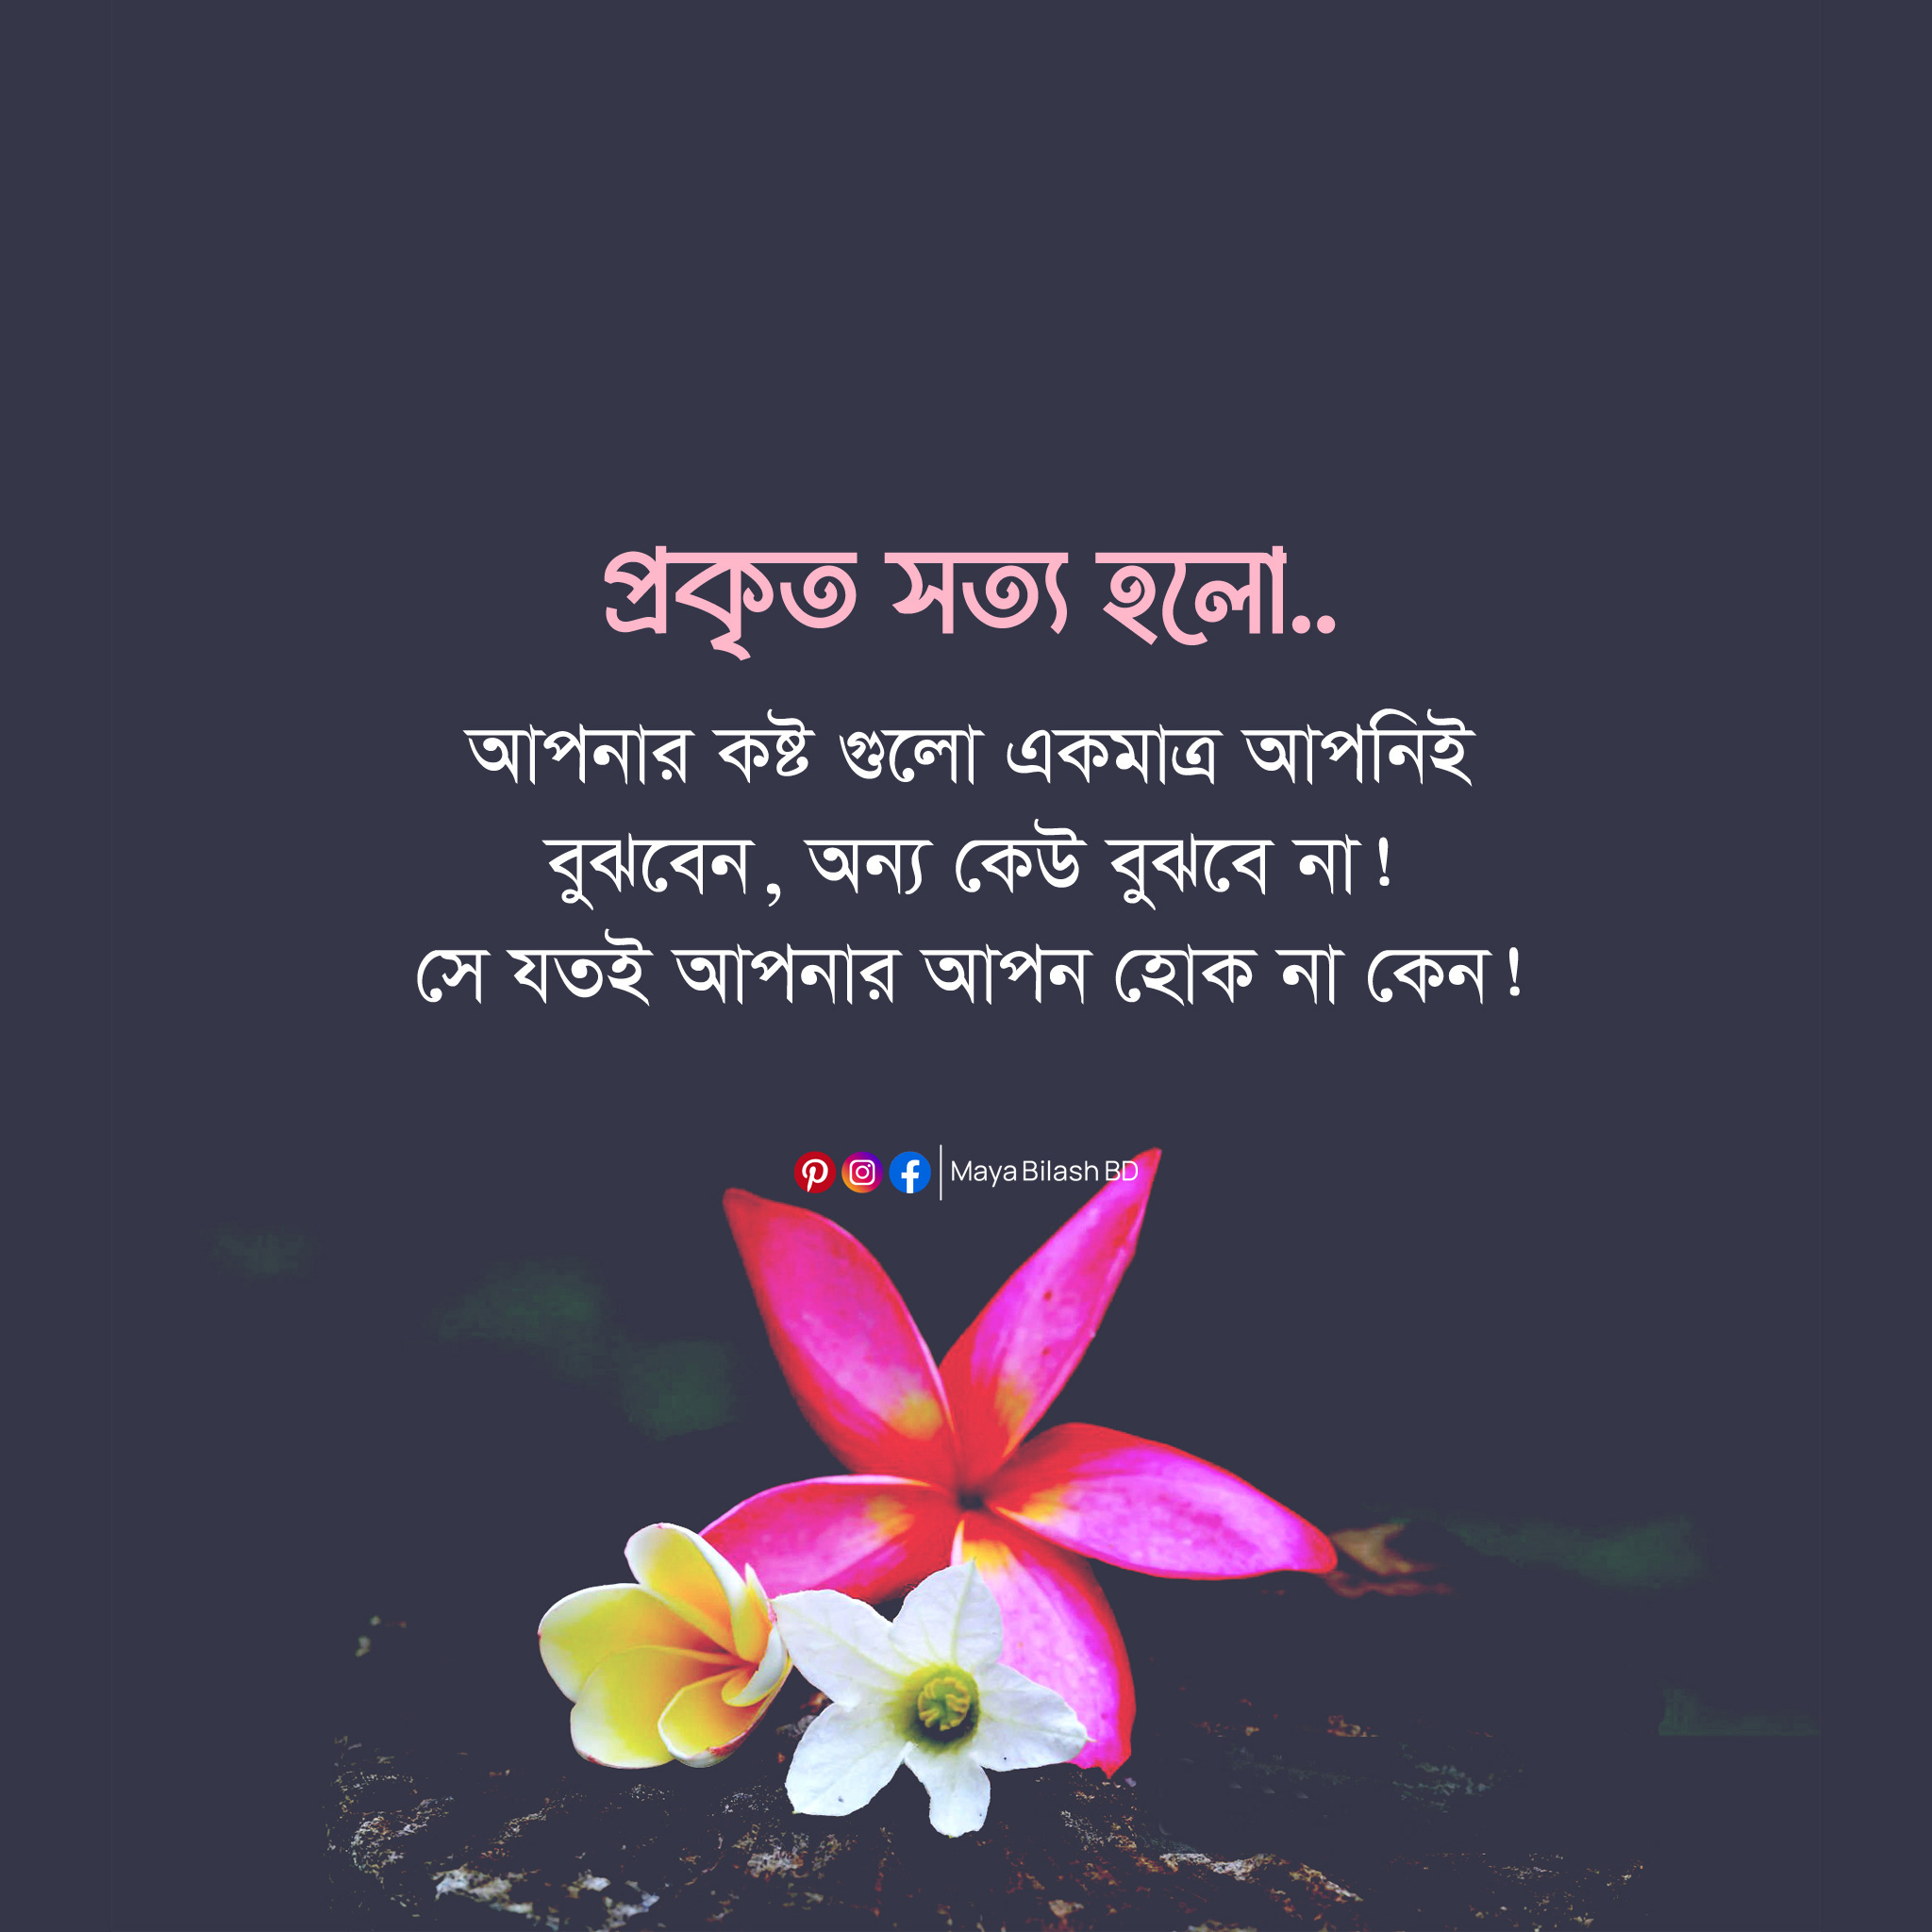 প্রকৃত সত্য হলো..
আপনার কষ্ট গুলো একমাত্র আপনিই
বুঝবেন, অন্য কেউ বুঝবে না!
সে যতই আপনার আপন হোক না কেন!
Maya Bilash BD